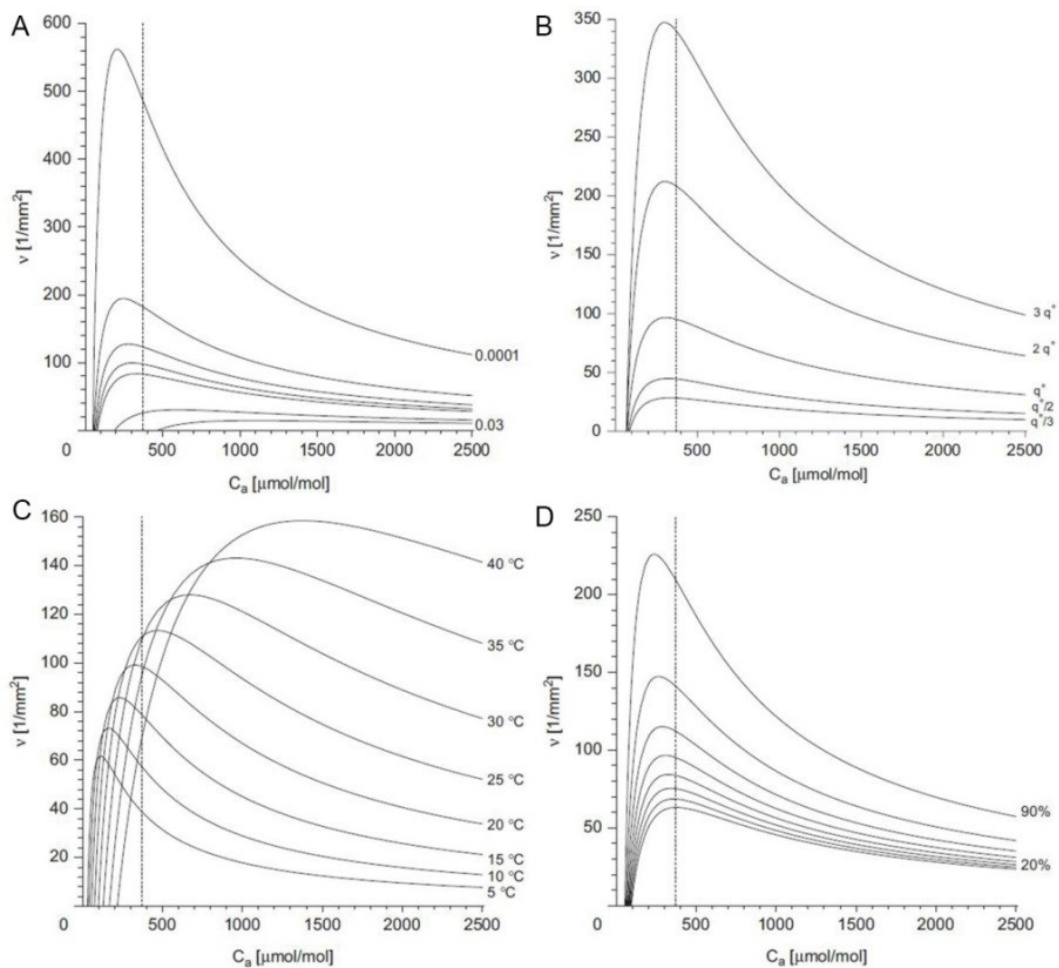 A
600
500
400
300
200
100
0
ν [1/mm²]
500
1000
1500
2000
2500
Cₐ [μmol/mol]
0.0001
0.03
B
350
300
250
200
150
100
50
0
ν [1/mm²]
500
1000
1500
2000
2500
Cₐ [μmol/mol]
3 q*
2 q*
q*
q*/2
q*/3
C
160
140
120
100
80
60
40
20
0
ν [1/mm²]
500
1000
1500
2000
2500
Cₐ [μmol/mol]
40 °C
35 °C
30 °C
25 °C
20 °C
15 °C
10 °C
5 °C
D
250
200
150
100
50
0
ν [1/mm²]
500
1000
1500
2000
2500
Cₐ [μmol/mol]
90%
20%